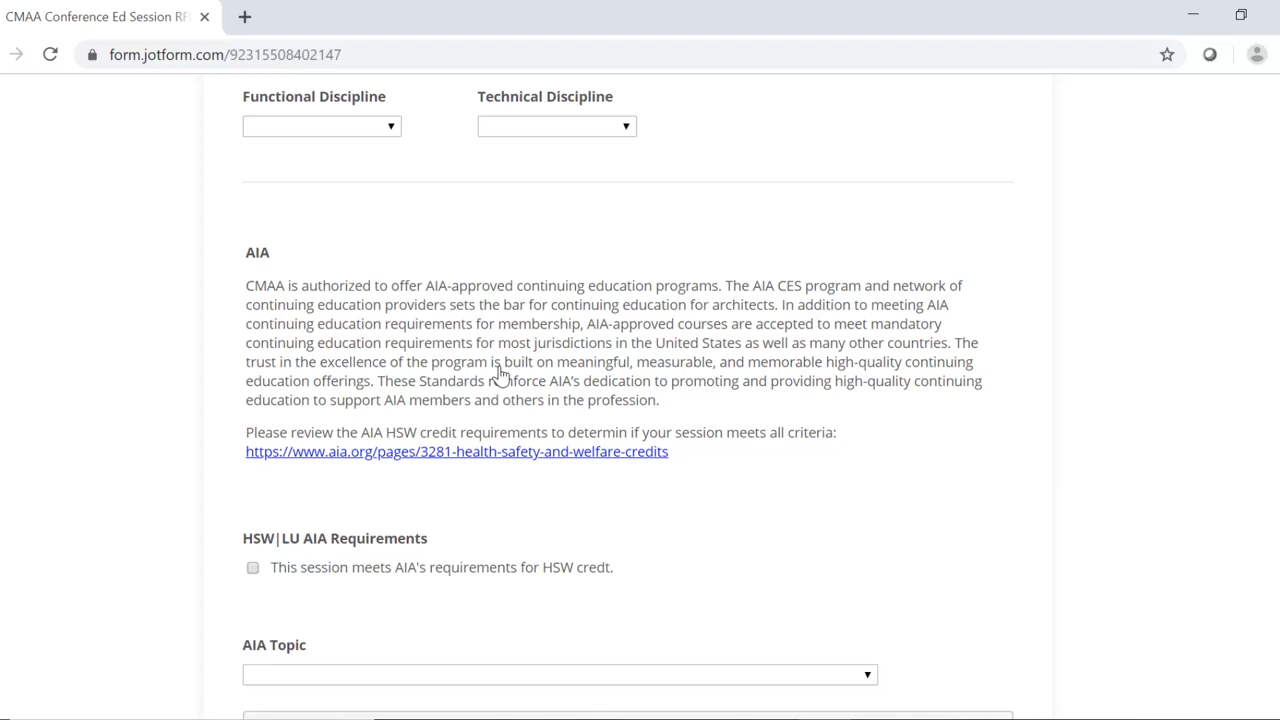 CMAA Conference Ed Session RF
form.jotform.com/92315508402147
Functional Discipline
Technical Discipline
AIA
CMAA is authorized to offer AIA-approved continuing education programs. The AIA CES program and network of
continuing education providers sets the bar for continuing education for architects. In addition to meeting AIA
continuing education requirements for membership, AIA-approved courses are accepted to meet mandatory
continuing education requirements for most jurisdictions in the United States as well as many other countries. The
trust in the excellence of the program is built on meaningful, measurable, and memorable high-quality continuing
education offerings. These Standards reinforce AIA's dedication to promoting and providing high-quality continuing
education to support AIA members and others in the profession.
Please review the AIA HSW credit requirements to determin if your session meets all criteria:
https://www.aia.org/pages/3281-health-safety-and-welfare-credits
HSW|LU AIA Requirements
This session meets AIA's requirements for HSW credt.
AIA Topic